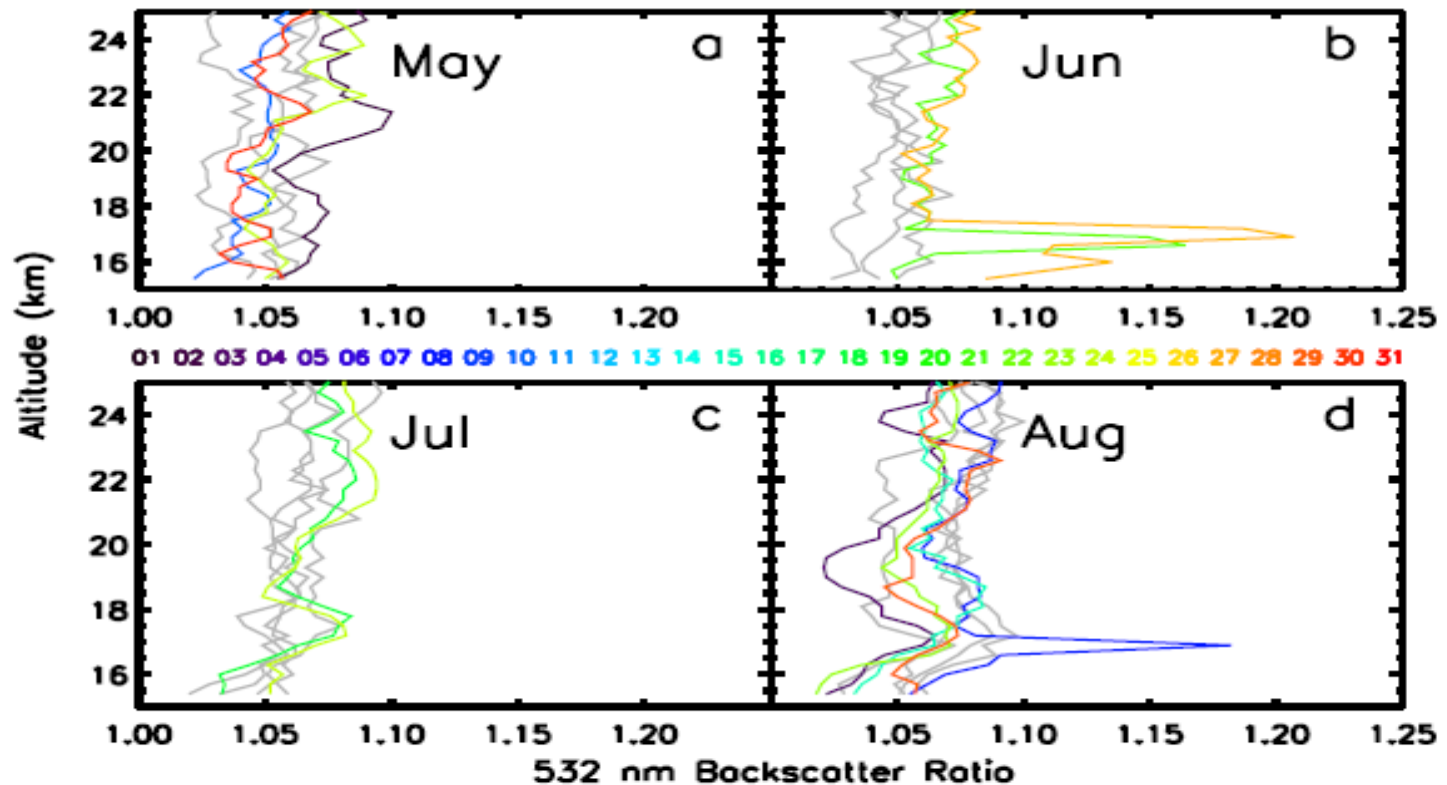 24
22
20
18
16
May
a
Jun
b
1.00 1.05 1.10 1.15 1.20
1.05 1.10 1.15 1.20 1.25
Altitude (km)
01 02 03 04 05 06 07 08 09 10 11 12 13 14 15 16 17 18 19 20 21 22 23 24 25 26 27 28 29 30 31
24
22
20
18
16
Jul
c
Aug
d
1.00 1.05 1.10 1.15 1.20
1.05 1.10 1.15 1.20 1.25
532 nm Backscatter Ratio